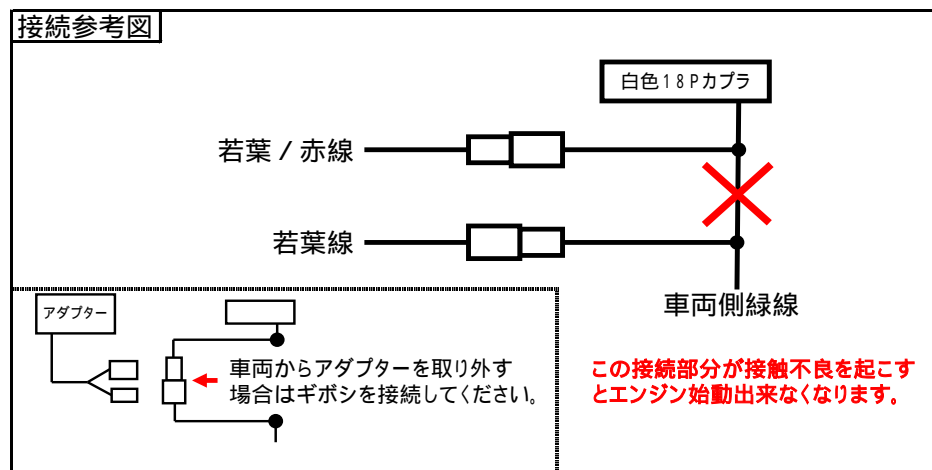 接続参考図
白色18Pカプラ
若葉/赤線
若葉線
車両側緑線
アダプター
車両からアダプターを取り外す
場合はギボシを接続してください。
この接続部分が接触不良を起こす
とエンジン始動出来なくなります。